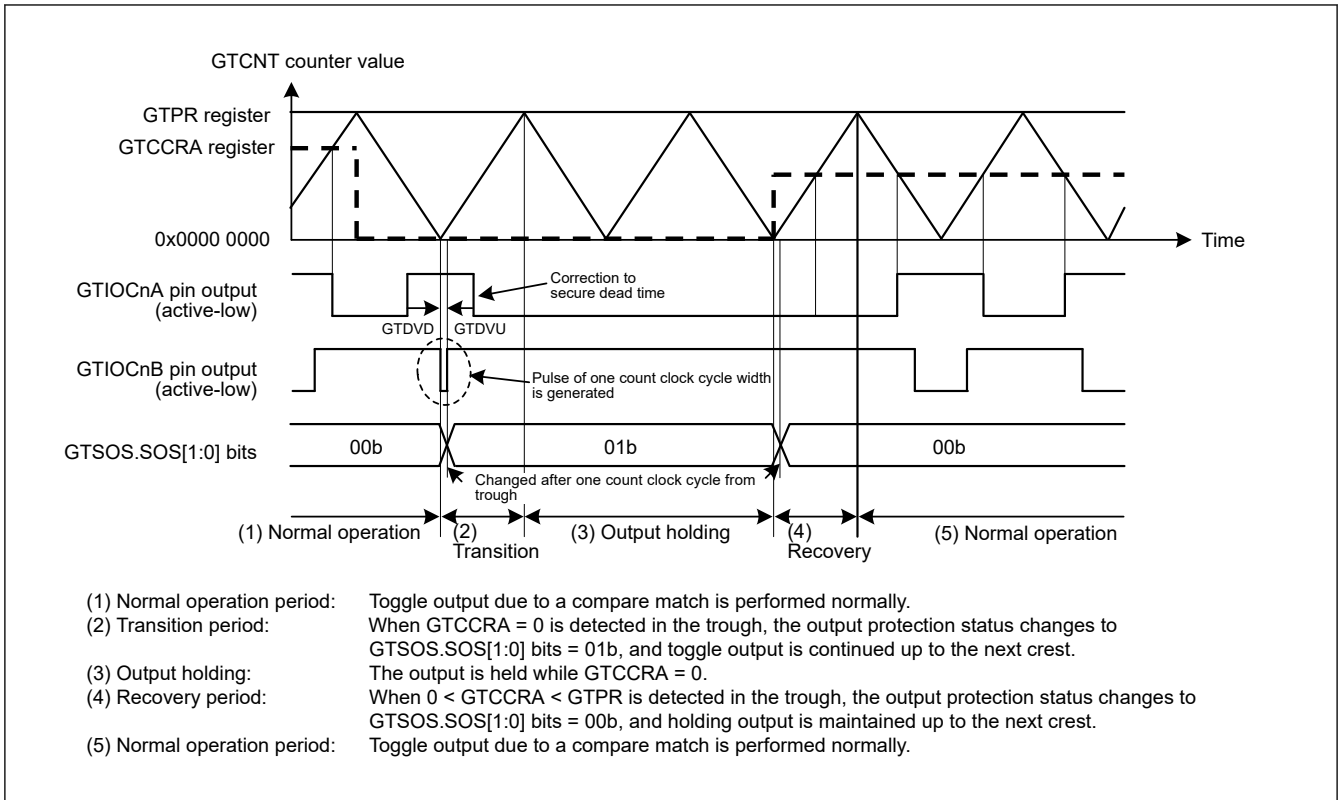 GTCNT counter value
GTPR register
GTCCRA register
0x0000 0000
Time
GTIOCnA pin output
(active-low)
Correction to
secure dead time
GTDVD
GTDVU
GTIOCnB pin output
(active-low)
Pulse of one count clock cycle width
is generated
GTSOS.SOS[1:0] bits
00b
01b
00b
Changed after one count clock cycle from
trough
(1) Normal operation
(2)
Transition
(3) Output holding
(4)
Recovery
(5) Normal operation
(1) Normal operation period: Toggle output due to a compare match is performed normally.
(2) Transition period: When GTCCRA = 0 is detected in the trough, the output protection status changes to
GTSOS.SOS[1:0] bits = 01b, and toggle output is continued up to the next crest.
(3) Output holding: The output is held while GTCCRA = 0.
(4) Recovery period: When 0 < GTCCRA < GTPR is detected in the trough, the output protection status changes to
GTSOS.SOS[1:0] bits = 00b, and holding output is maintained up to the next crest.
(5) Normal operation period: Toggle output due to a compare match is performed normally.